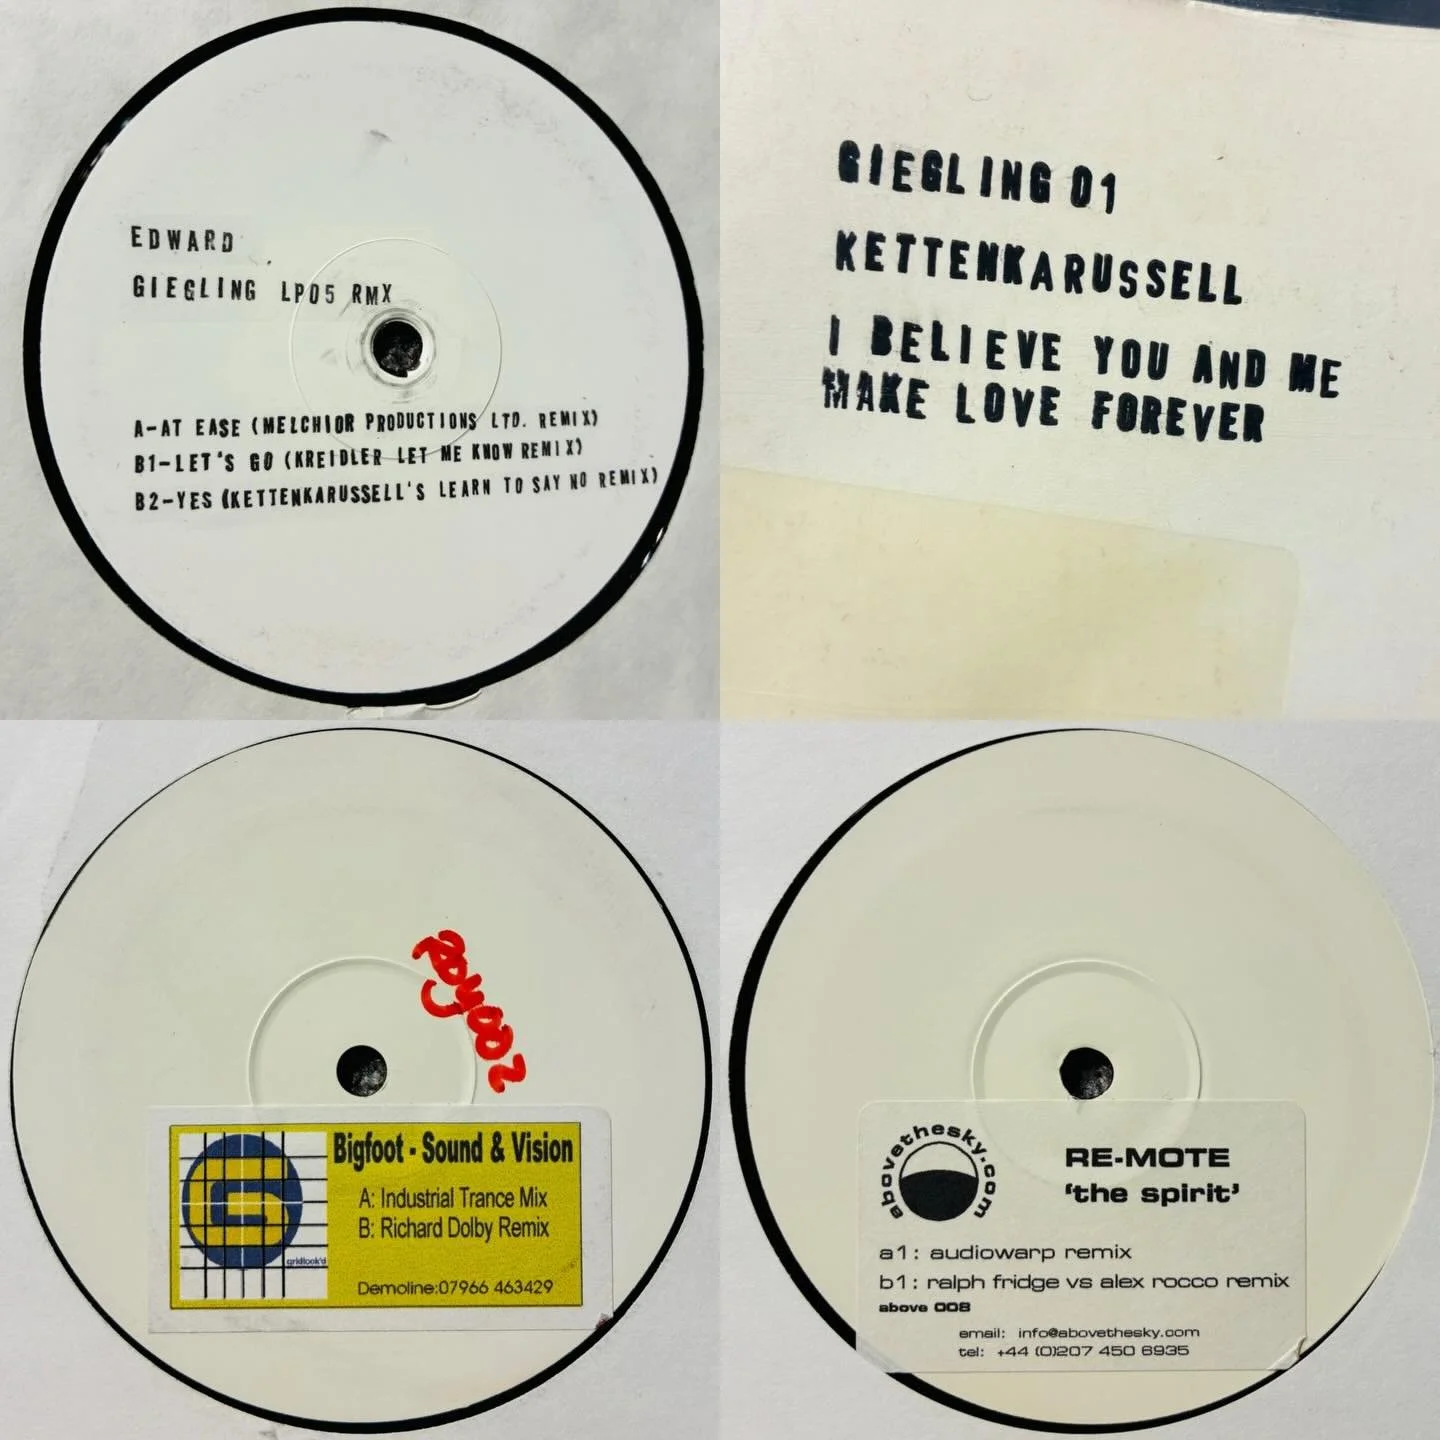 EDWARD
GIEGLING LP05 RMX
A-AT EASE (MELCHIOR PRODUCTIONS LTD. REMIX)
B1-LET'S GO (KREIDLER LET ME KNOW REMIX)
B2-YES (KETTENKARUSSELL'S LEARN TO SAY NO REMIX)
GIEGLING 01
KETTENKARUSSELL
I BELIEVE YOU AND ME
MAKE LOVE FOREVER
Bigfoot - Sound & Vision
A: Industrial Trance Mix
B: Richard Dolby Remix
gridlock'd
Demoline:07966 463429
abovethesky.com
RE-MOTE
'the spirit'
a1: audiowarp remix
b1: ralph fridge vs alex rocco remix
above 008
email: info@abovethesky.com
tel: +44 (0)207 450 6935